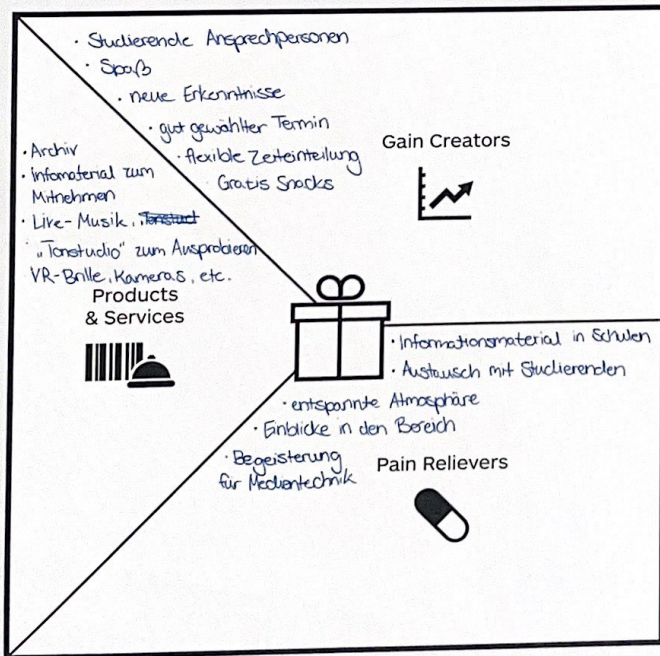 · Studierende Ansprechpersonen
· Spaß
· neue Erkenntnisse
· gut gewählter Termin
· flexible Zeiteinteilung
Gratis Snacks
Gain Creators
· Archiv
· Infomaterial zum
Mitnehmen
· Live-Musik,
„Tonstudio" zum Ausprobieren
VR-Brille, Kameras, etc.
Products
& Services
· Informationsmaterial in Schulen
· Austausch mit Studierenden
· entspannte Atmosphäre
· Einblicke in den Bereich
· Begeisterung
für Medientechnik
Pain Relievers